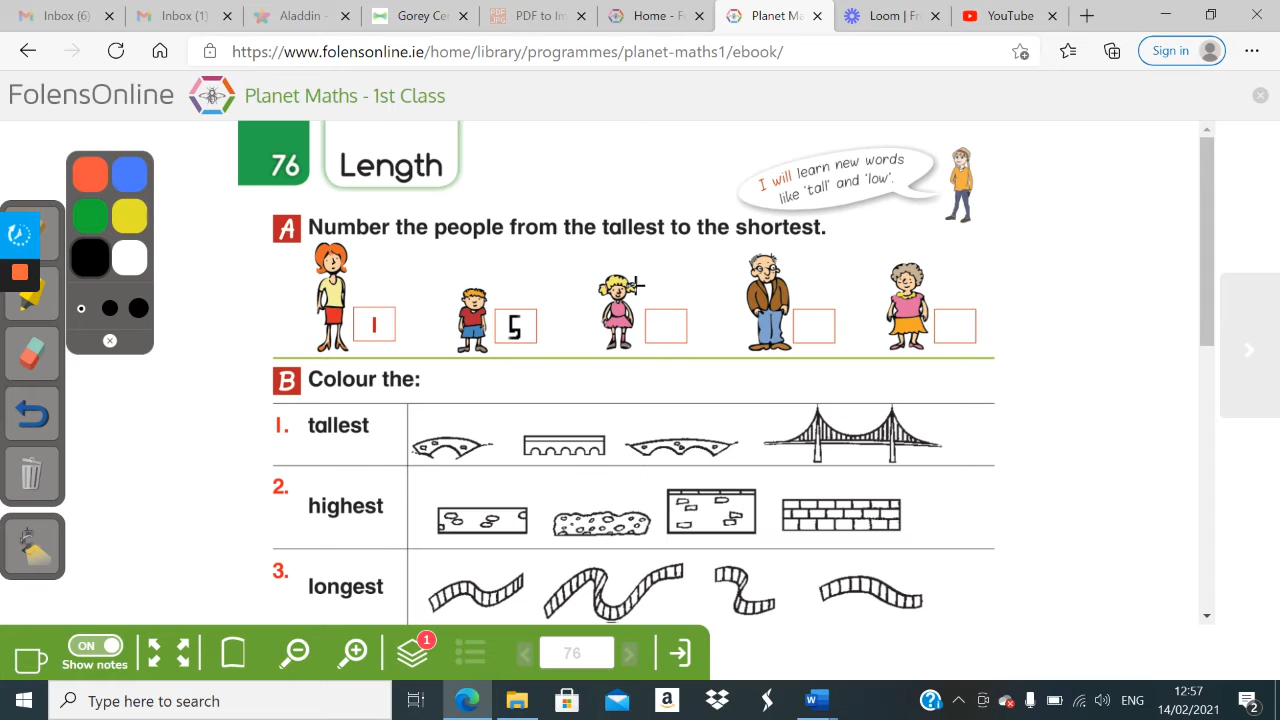 Inbox (6)
Inbox (1)
Aladdin -
Gorey Cer
PDF to Im
Home - F
Planet Ma
Loom | Fr
YouTube
https://www.folensonline.ie/home/library/programmes/planet-maths1/ebook/
Sign in
FolensOnline
Planet Maths - 1st Class
76
Length
I will learn new words
like 'tall' and 'low'.
A Number the people from the tallest to the shortest.
1
5
B Colour the:
1. tallest
2. highest
3. longest
ON
Show notes
1
76
Type here to search
ENG
12:57
14/02/2021
2